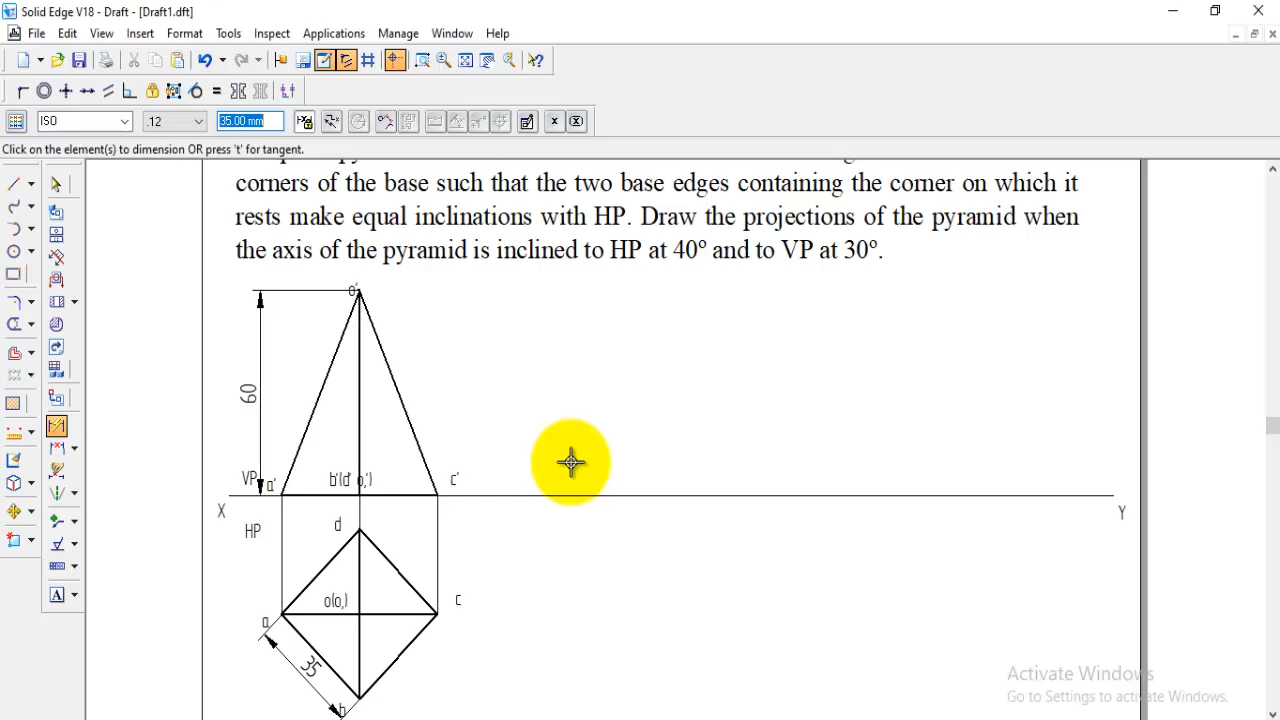 Solid Edge V18 - Draft - [Draft1.dft]
File Edit View Insert Format Tools Inspect Applications Manage Window Help
ISO .12 35.00 mm
Click on the element(s) to dimension OR press 't' for tangent.
corners of the base such that the two base edges containing the corner on which it
rests make equal inclinations with HP. Draw the projections of the pyramid when
the axis of the pyramid is inclined to HP at 40º and to VP at 30º.
o'
60
VP a' b'(d' o,') c'
X Y
HP d
o(o,) c
a
35
b
Activate Windows
Go to Settings to activate Windows.